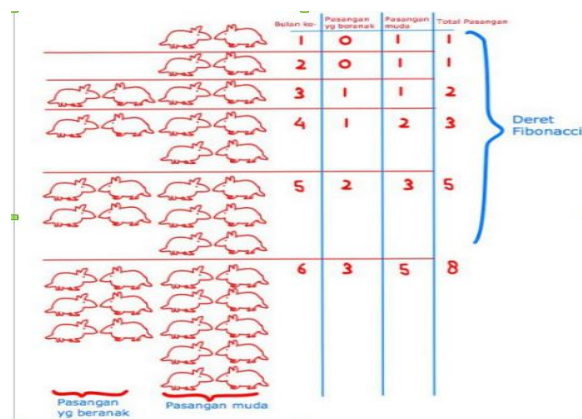 Bulan ke- Pasangan yg beranak Pasangan muda Total Pasangan
1 0 1 1
2 0 1 1
3 1 1 2
4 1 2 3
5 2 3 5
6 3 5 8
Deret
Fibonacci
Pasangan
yg beranak
Pasangan muda